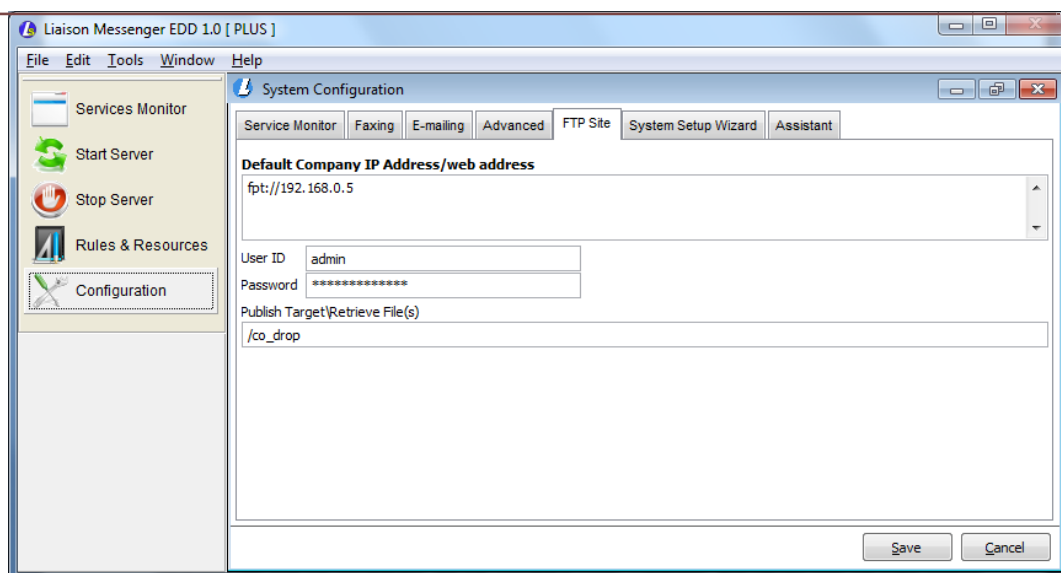 Liaison Messenger EDD 1.0 [ PLUS ]
File Edit Tools Window Help
Services Monitor
Start Server
Stop Server
Rules & Resources
Configuration
System Configuration
Service Monitor Faxing E-mailing Advanced FTP Site System Setup Wizard Assistant
Default Company IP Address/web address
fpt://192.168.0.5
User ID admin
Password *************
Publish Target\Retrieve File(s)
/co_drop
Save Cancel